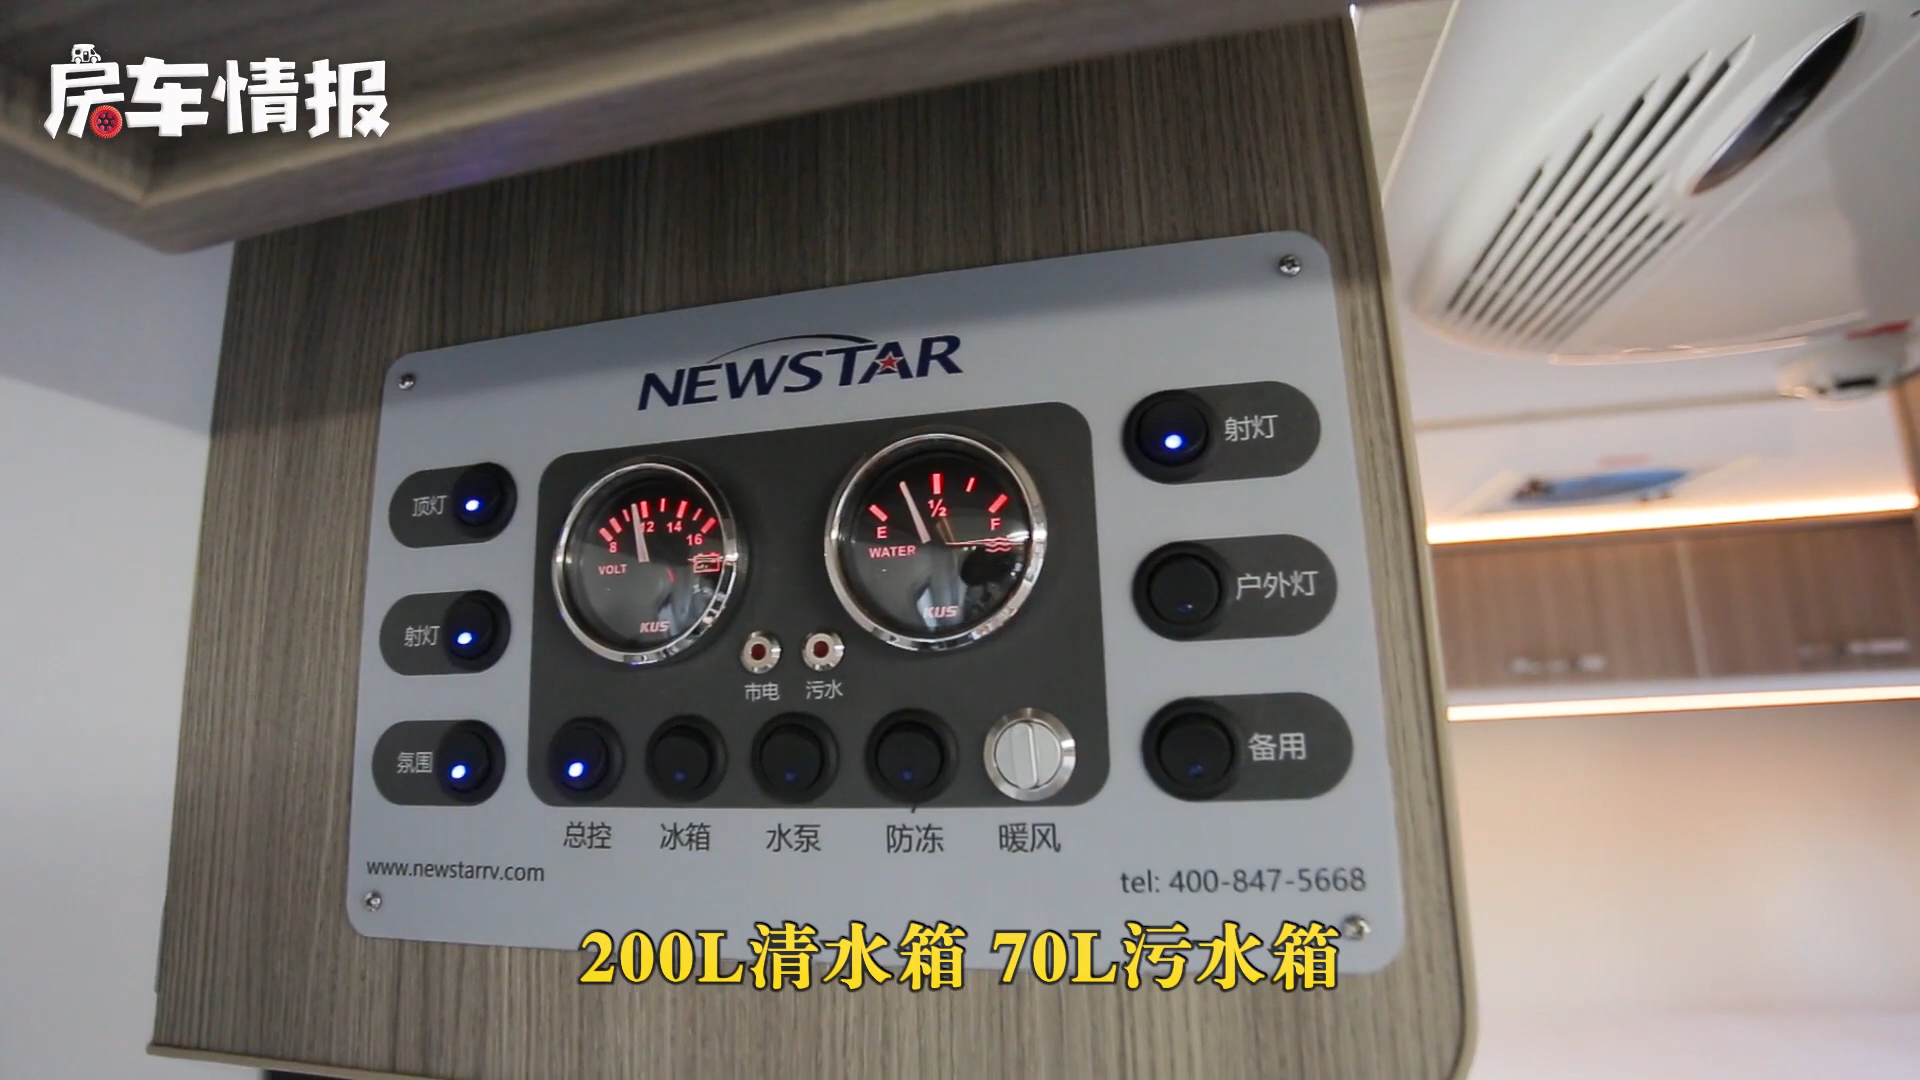 房车情报
NEWSTAR
顶灯
射灯
氛围
8
12
14
16
VOLT
KUS
E
½
F
WATER
KUS
市电
污水
射灯
户外灯
备用
总控
冰箱
水泵
防冻
暖风
www.newstarrv.com
tel: 400-847-5668
200L清水箱 70L污水箱